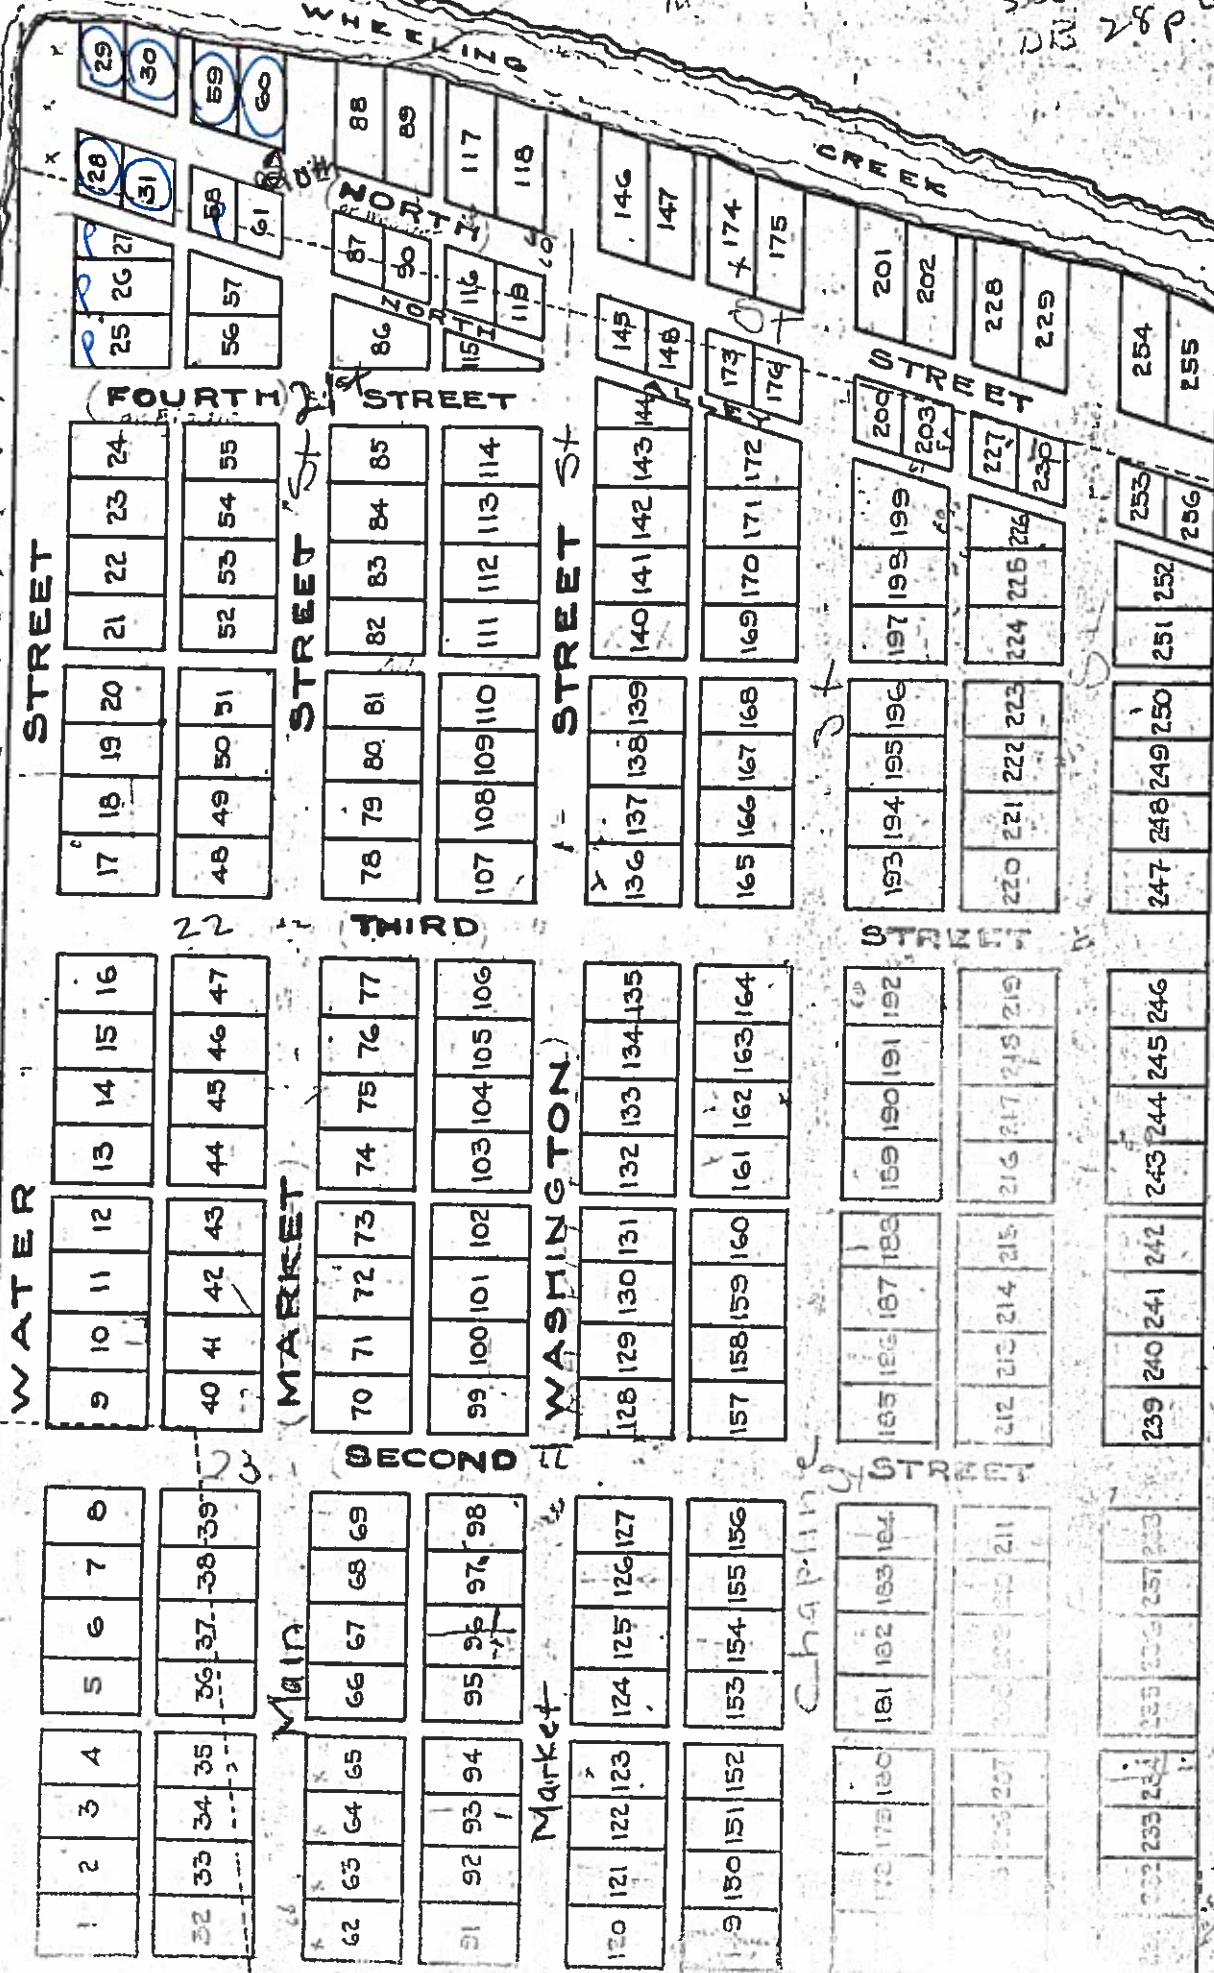 WHEELING
CREEK
28 P.
WATER STREET
1 2 3 4 5 6 7 8 9 10 11 12 13 14 15 16 17 18 19 20 21 22 23 24 25 26 27 28 29
31 30
P P P
32 33 34 35 36 37 38 39 40 41 42 43 44 45 46 47 48 49 50 51 52 53 54 55 56 57 58 59
61 60
Main (MARKET) STREET St
62 63 64 65 66 67 68 69 70 71 72 73 74 75 76 77 78 79 80 81 82 83 84 85 86 87 88
90 89
91 92 93 94 95 96 97 98 99 100 101 102 103 104 105 106 107 108 109 110 111 112 113 114 115 116 117
119 118
Market (WASHINGTON) STREET St
120 121 122 123 124 125 126 127 128 129 130 131 132 133 134 135 136 137 138 139 140 141 142 143 144 145 146
148 147
150 151 152 153 154 155 156 157 158 159 160 161 162 163 164 165 166 167 168 169 170 171 172 173 174
176 175
Chapline St
180 181 182 183 184 185 186 187 188 189 190 191 192 193 194 195 196 197 198 199 200 201
203 202
207 211 212 213 214 215 216 217 218 219 220 221 222 223 224 225 226 227 228
230 229
233 234 237 239 240 241 242 243 244 245 246 247 248 249 250 251 252 253 254
256 255
(FOURTH) 21st STREET
22 (THIRD) STREET
23 (SECOND) STREET
(NORTH) STREET
ALLEY